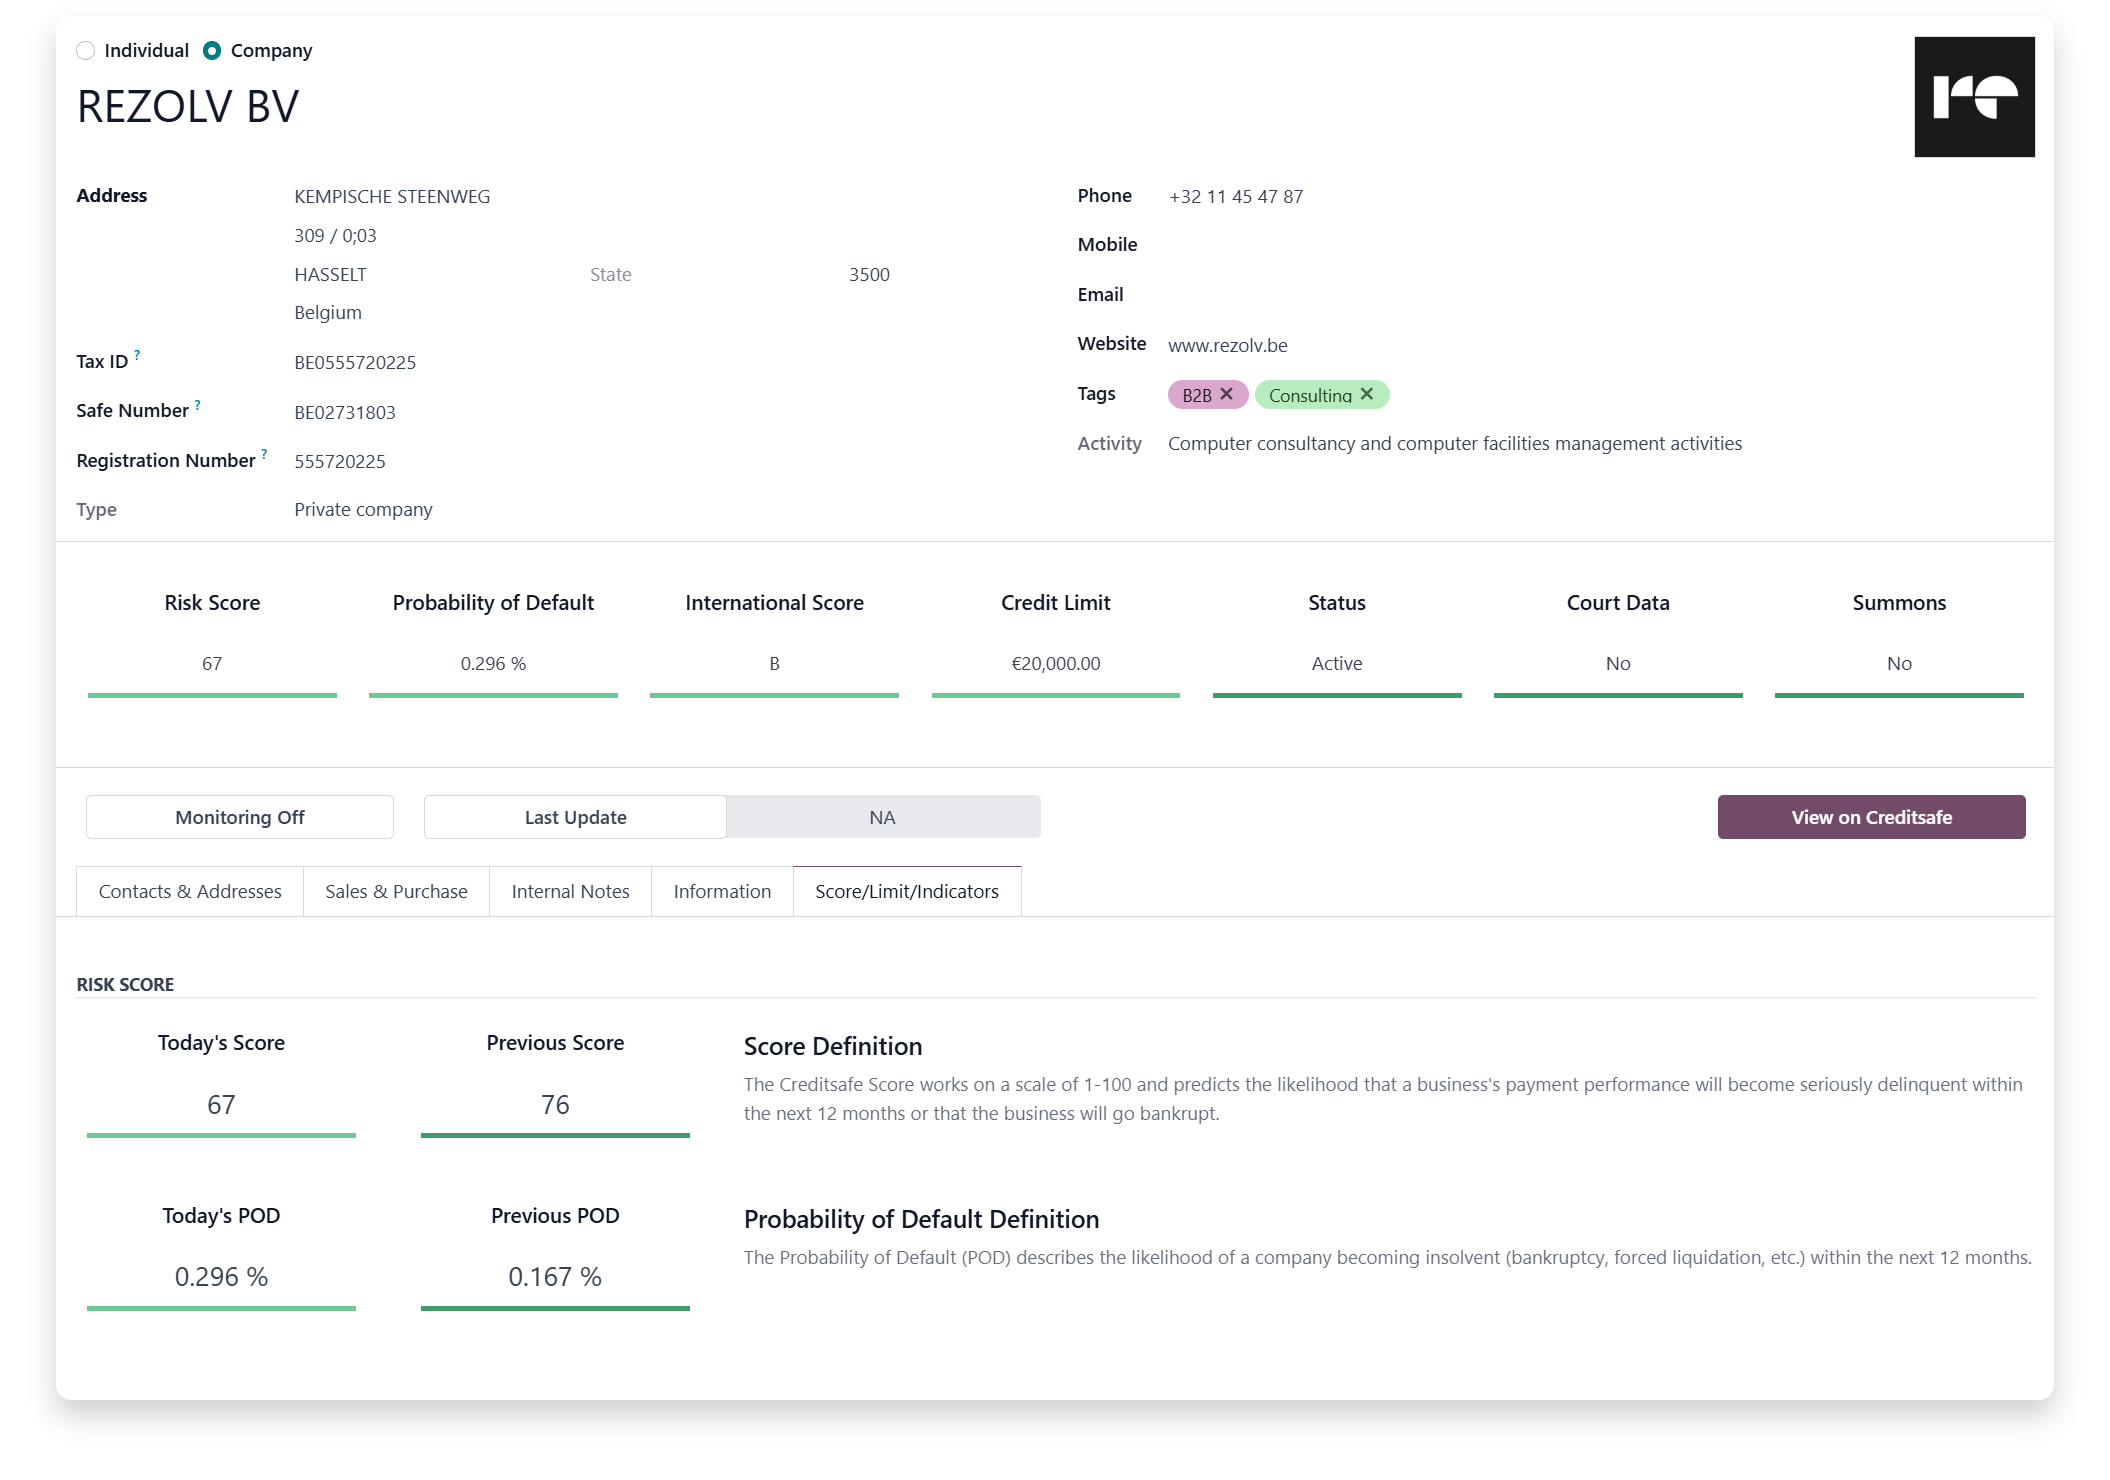 Individual Company
REZOLV BV
re
Address KEMPISCHE STEENWEG
309 / 0;03
HASSELT State 3500
Belgium
Tax ID ? BE0555720225
Safe Number ? BE02731803
Registration Number ? 555720225
Type Private company
Phone +32 11 45 47 87
Mobile
Email
Website www.rezolv.be
Tags B2B ✕ Consulting ✕
Activity Computer consultancy and computer facilities management activities
Risk Score Probability of Default International Score Credit Limit Status Court Data Summons
67 0.296 % B €20,000.00 Active No No
Monitoring Off Last Update NA View on Creditsafe
Contacts & Addresses Sales & Purchase Internal Notes Information Score/Limit/Indicators
RISK SCORE
Today's Score Previous Score
67 76
Score Definition
The Creditsafe Score works on a scale of 1-100 and predicts the likelihood that a business's payment performance will become seriously delinquent within
the next 12 months or that the business will go bankrupt.
Today's POD Previous POD
0.296 % 0.167 %
Probability of Default Definition
The Probability of Default (POD) describes the likelihood of a company becoming insolvent (bankruptcy, forced liquidation, etc.) within the next 12 months.